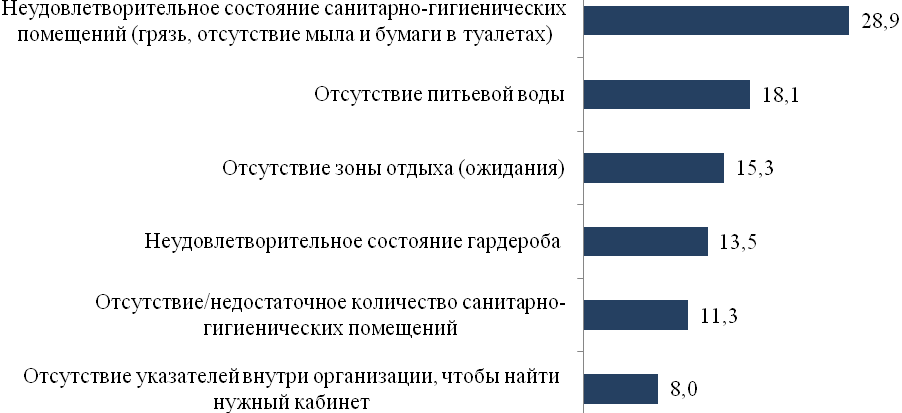 Неудовлетворительное состояние санитарно-гигиенических
помещений (грязь, отсутствие мыла и бумаги в туалетах)
28,9
Отсутствие питьевой воды
18,1
Отсутствие зоны отдыха (ожидания)
15,3
Неудовлетворительное состояние гардероба
13,5
Отсутствие/недостаточное количество санитарно-
гигиенических помещений
11,3
Отсутствие указателей внутри организации, чтобы найти
нужный кабинет
8,0